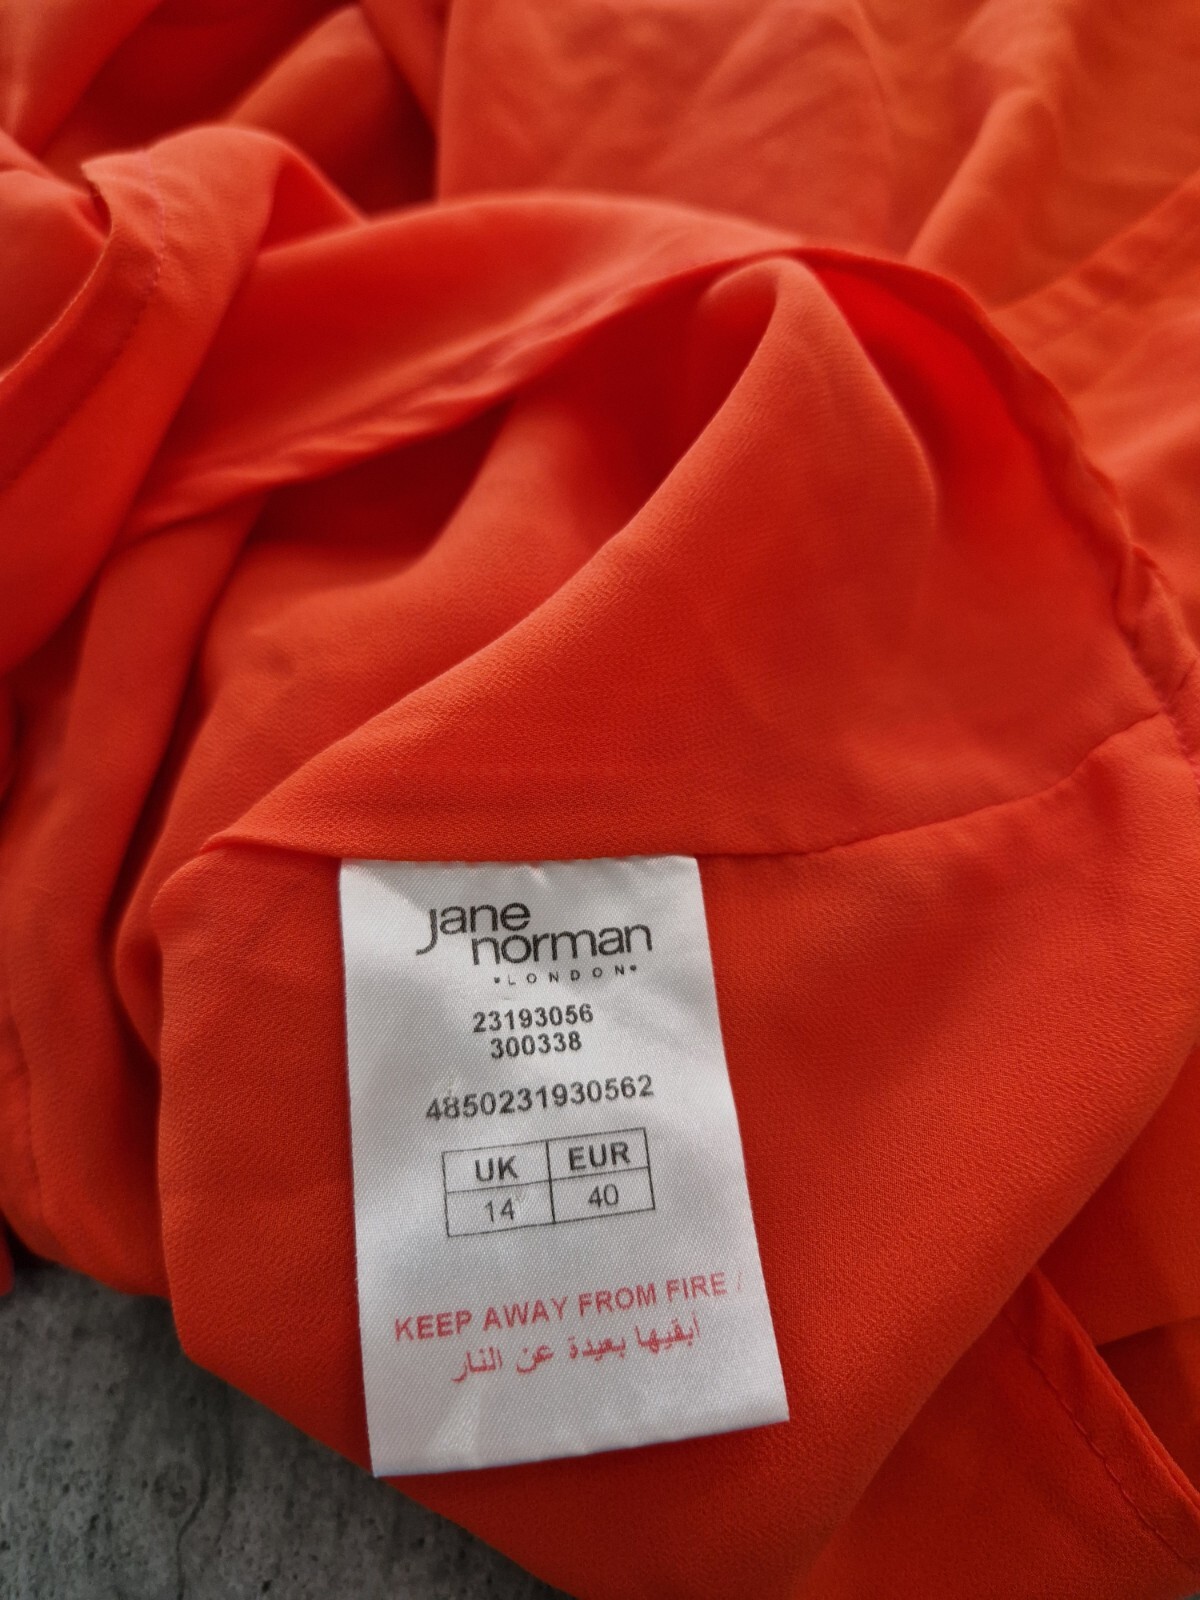 jane
norman
•LONDON•
23193056
300338
4850231930562
UK EUR
14 40
KEEP AWAY FROM FIRE /
أبقيها بعيدة عن النار